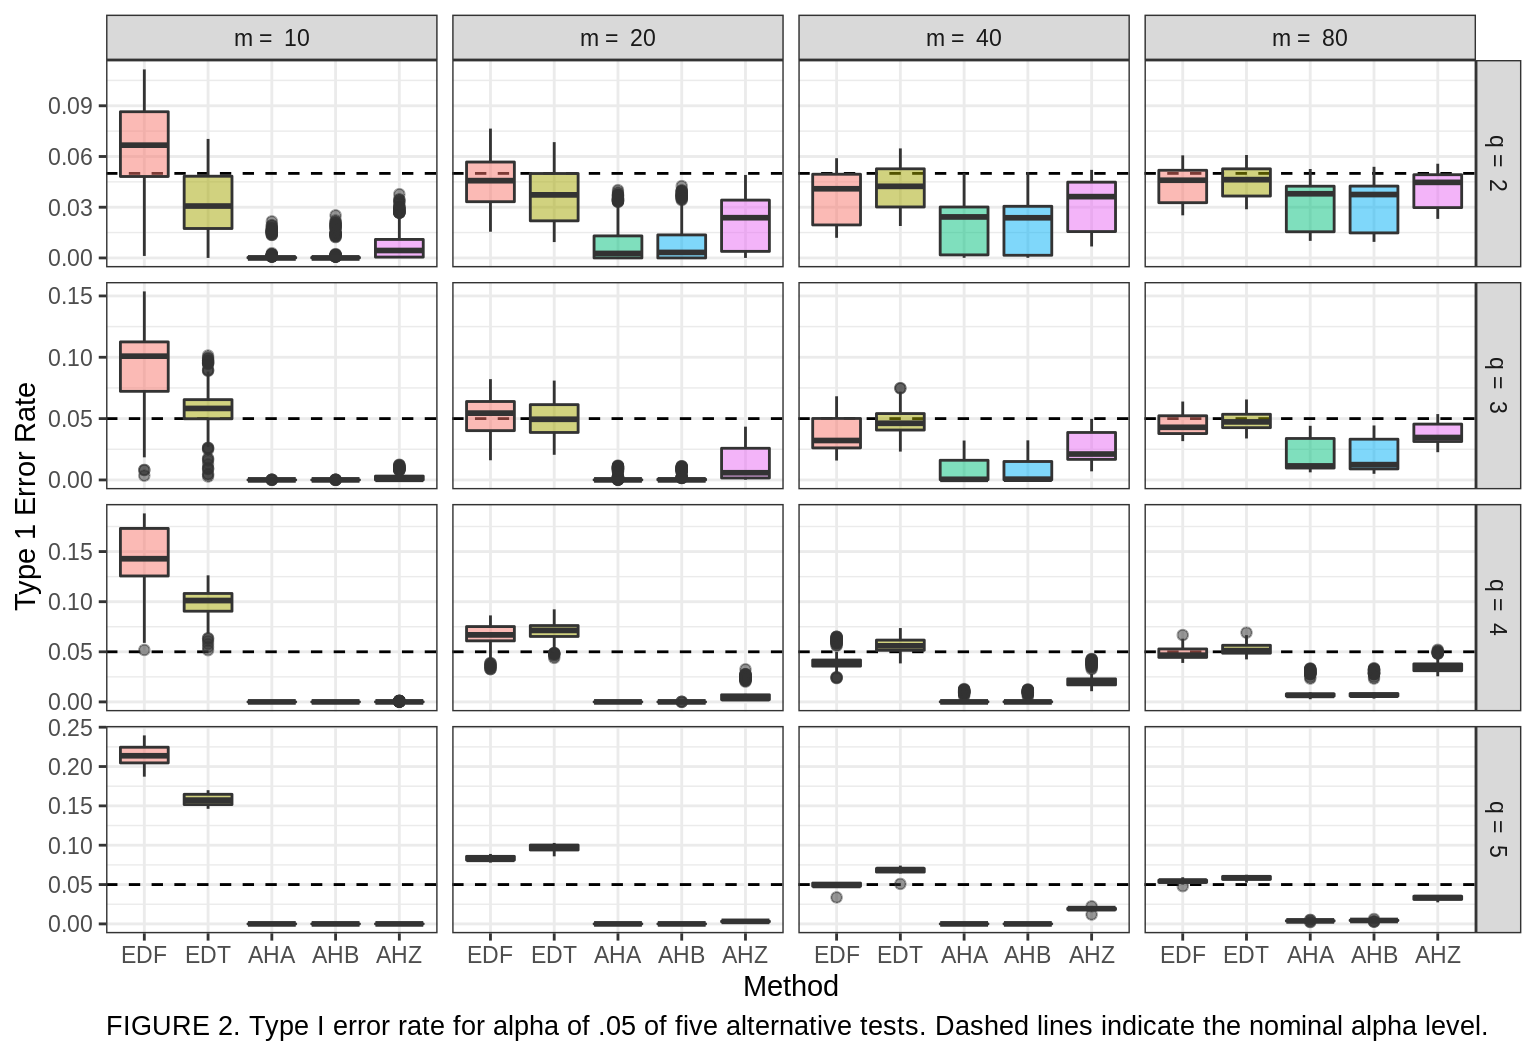 m = 10
m = 20
m = 40
m = 80
0.09
0.06
0.03
0.00
q = 2
0.15
0.10
0.05
0.00
q = 3
Type 1 Error Rate
0.15
0.10
0.05
0.00
q = 4
0.25
0.20
0.15
0.10
0.05
0.00
q = 5
EDF EDT AHA AHB AHZ
EDF EDT AHA AHB AHZ
EDF EDT AHA AHB AHZ
EDF EDT AHA AHB AHZ
Method
FIGURE 2. Type I error rate for alpha of .05 of five alternative tests. Dashed lines indicate the nominal alpha level.